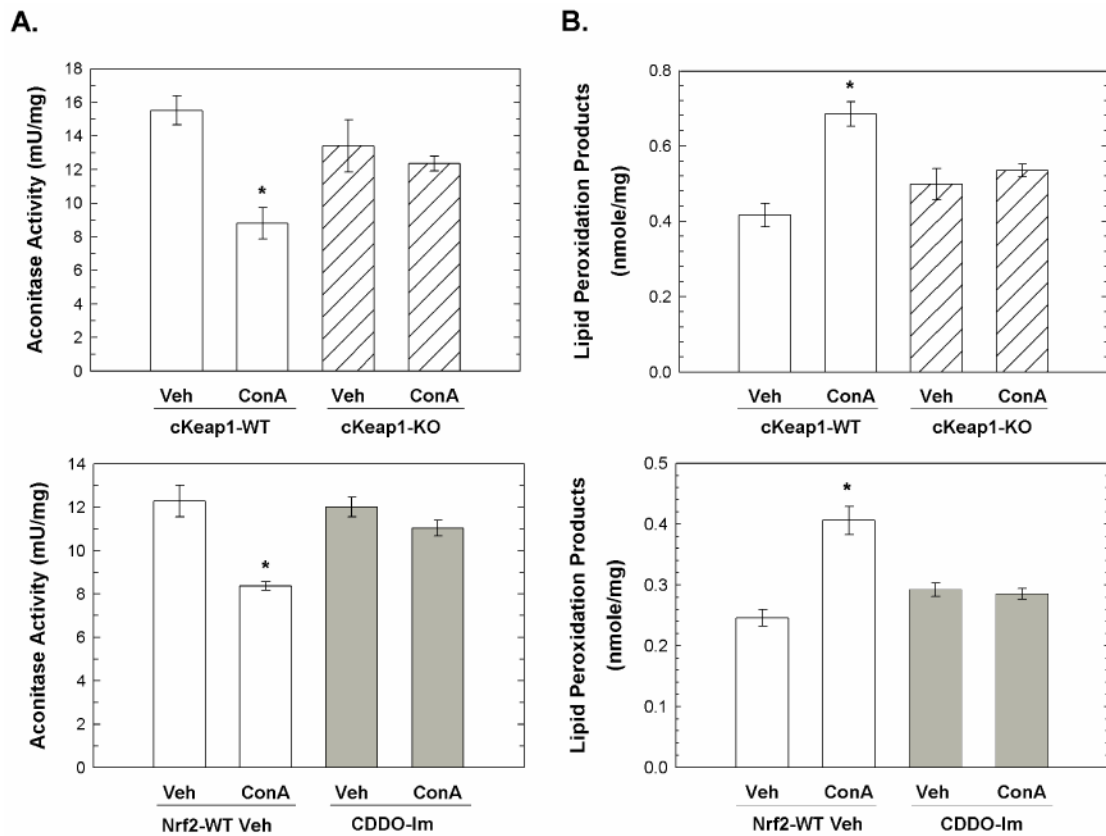 A.
B.
Aconitase Activity (mU/mg)
18
16
14
12
10
8
6
4
2
0
*
Veh ConA Veh ConA
cKeap1-WT cKeap1-KO
Lipid Peroxidation Products
(nmole/mg)
0.8
0.6
0.4
0.2
0.0
*
Veh ConA Veh ConA
cKeap1-WT cKeap1-KO
Aconitase Activity (mU/mg)
14
12
10
8
6
4
2
0
*
Veh ConA Veh ConA
Nrf2-WT Veh CDDO-Im
Lipid Peroxidation Products
(nmole/mg)
0.5
0.4
0.3
0.2
0.1
0.0
*
Veh ConA Veh ConA
Nrf2-WT Veh CDDO-Im